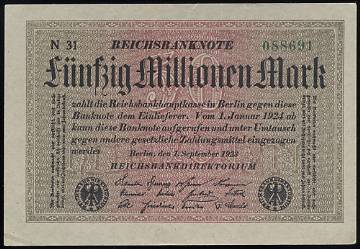 N 31 REICHSBANKNOTE 088691
Fünfzig Millionen Mark
zahlt die Reichsbankhauptkasse in Berlin gegen diese
Banknote dem Einlieferer. Vom 1. Januar 1924 ab
kann diese Banknote aufgerufen und unter Umtausch
gegen andere gesetzliche Zahlungsmittel eingezogen
werden
Berlin, den 1. September 1923
REICHSBANKDIREKTORIUM